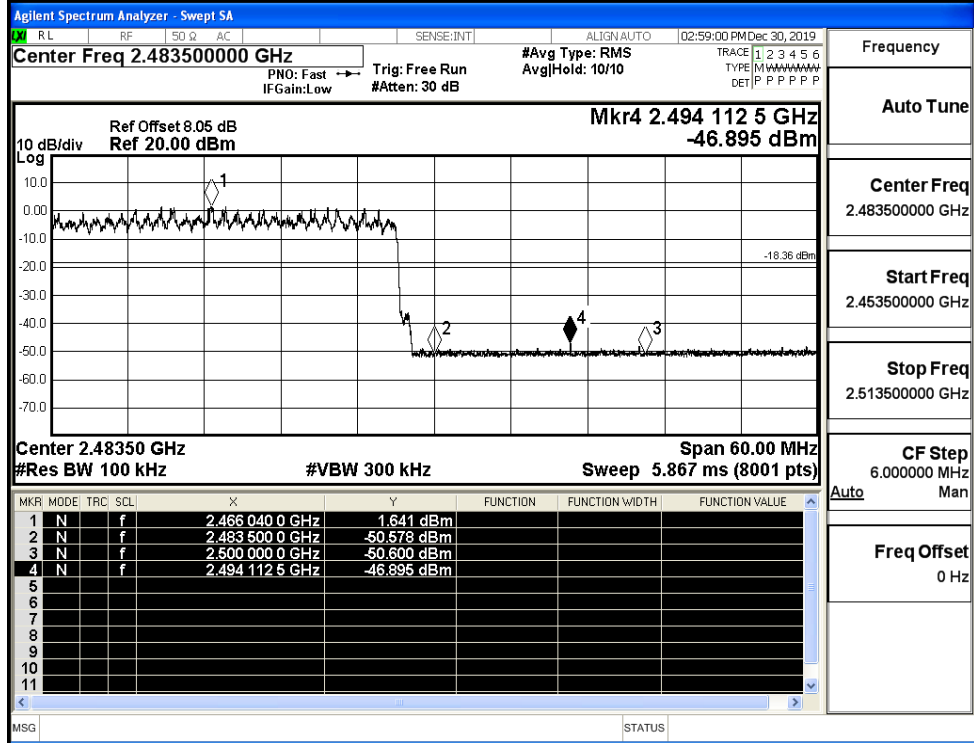 Agilent Spectrum Analyzer - Swept SA
LXI RL RF 50 Ω AC SENSE:INT ALIGN AUTO 02:59:00 PM Dec 30, 2019
Center Freq 2.483500000 GHz
PNO: Fast
IFGain:Low
Trig: Free Run
#Atten: 30 dB
#Avg Type: RMS
Avg|Hold: 10/10
TRACE 1 2 3 4 5 6
TYPE M WWWWW
DET P P P P P P
Ref Offset 8.05 dB
Ref 20.00 dBm
10 dB/div
Log
Mkr4 2.494 112 5 GHz
-46.895 dBm
10.0
0.00
-10.0
-20.0
-30.0
-40.0
-50.0
-60.0
-70.0
1
2
4
3
-18.36 dBm
Center 2.48350 GHz
Span 60.00 MHz
#Res BW 100 kHz
#VBW 300 kHz
Sweep 5.867 ms (8001 pts)
MKR MODE TRC SCL X Y FUNCTION FUNCTION WIDTH FUNCTION VALUE
1 N f 2.466 040 0 GHz 1.641 dBm
2 N f 2.483 500 0 GHz -50.578 dBm
3 N f 2.500 000 0 GHz -50.600 dBm
4 N f 2.494 112 5 GHz -46.895 dBm
5
6
7
8
9
10
11
MSG
STATUS
Frequency
Auto Tune
Center Freq
2.483500000 GHz
Start Freq
2.453500000 GHz
Stop Freq
2.513500000 GHz
CF Step
6.000000 MHz
Auto Man
Freq Offset
0 Hz